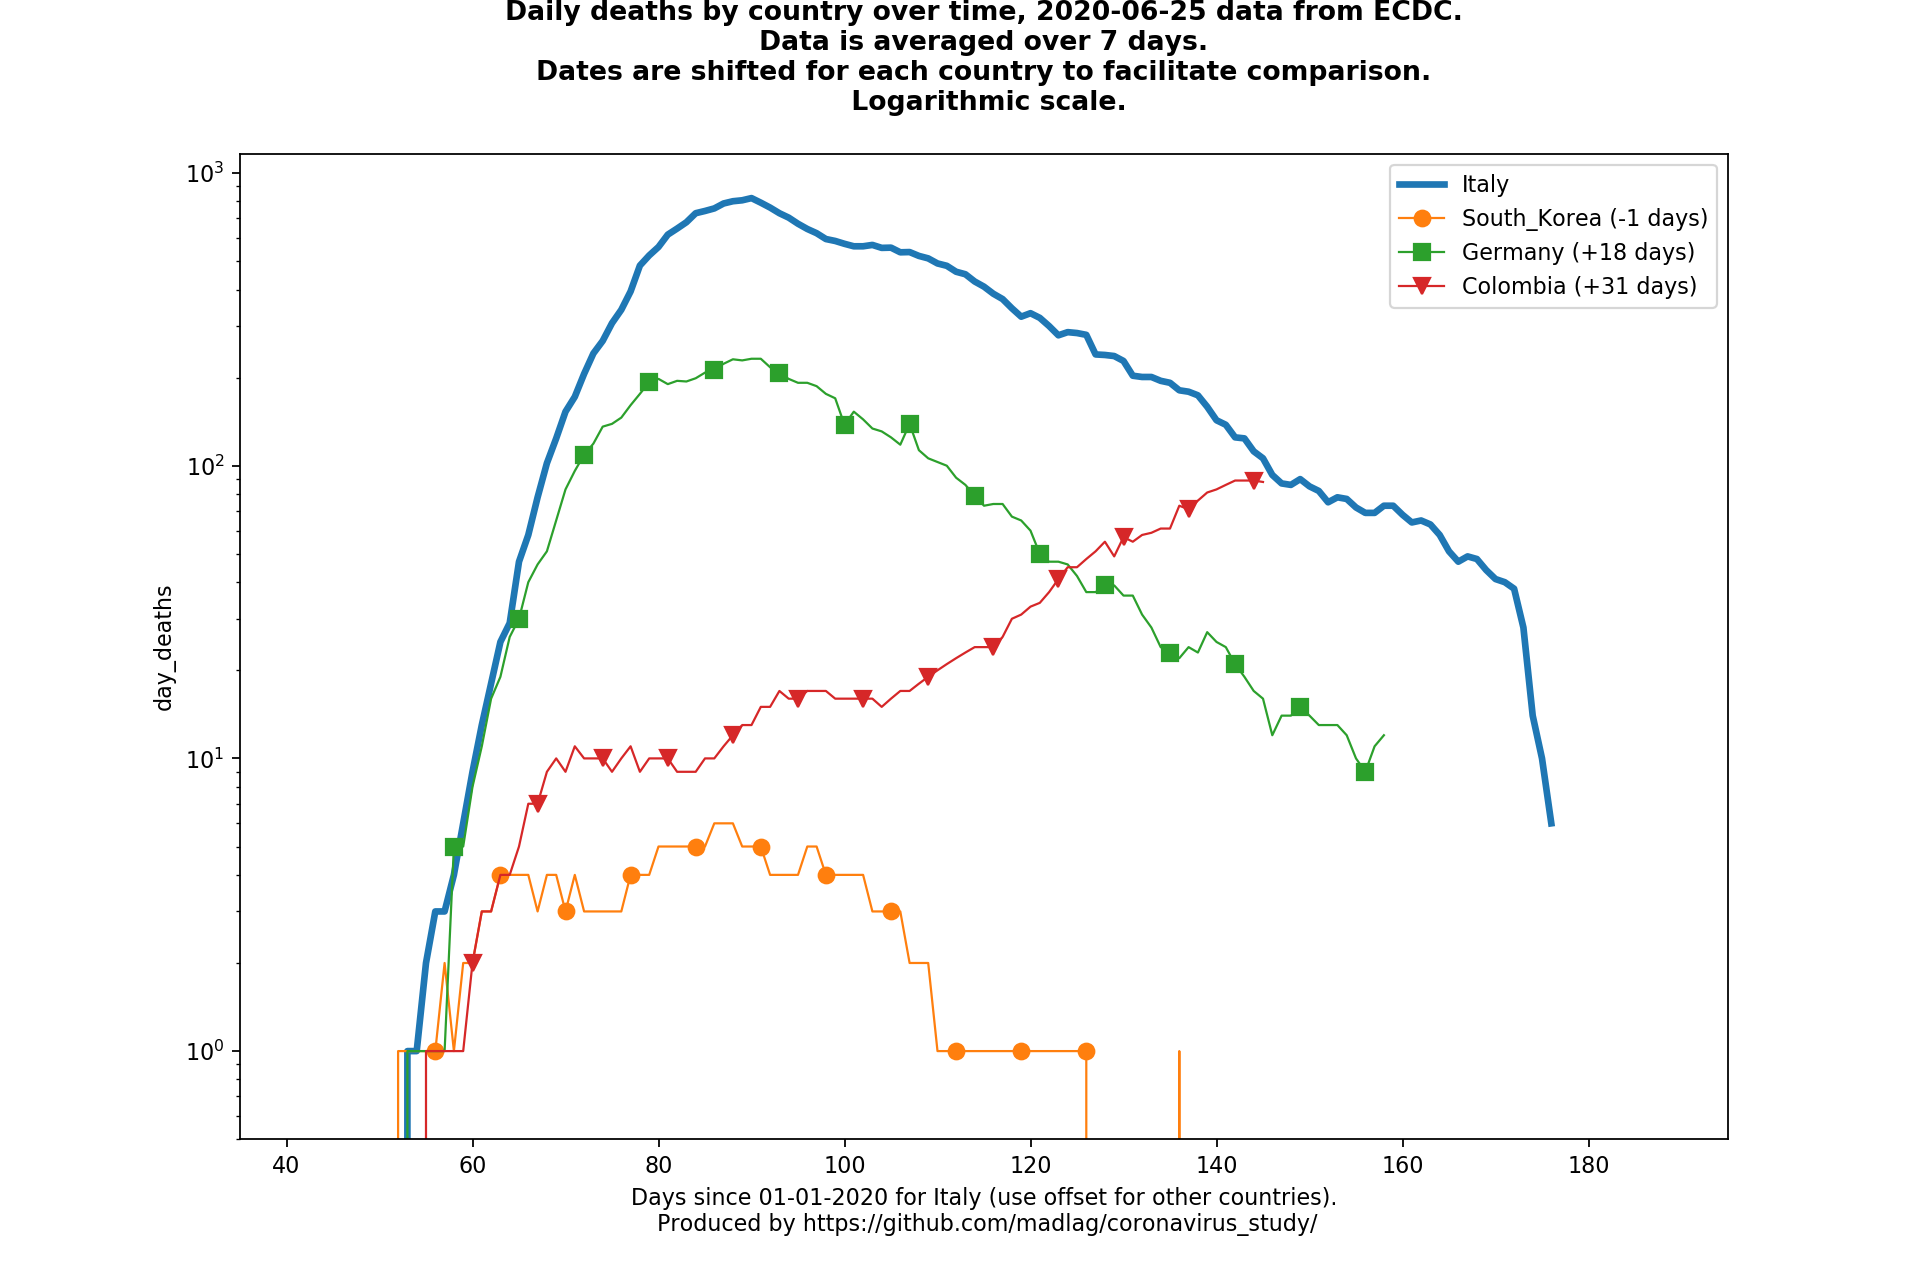 Daily deaths by country over time, 2020-06-25 data from ECDC.
Data is averaged over 7 days.
Dates are shifted for each country to facilitate comparison.
Logarithmic scale.
10³
10²
10¹
10⁰
day_deaths
Italy
South_Korea (-1 days)
Germany (+18 days)
Colombia (+31 days)
40 60 80 100 120 140 160 180
Days since 01-01-2020 for Italy (use offset for other countries).
Produced by https://github.com/madlag/coronavirus_study/